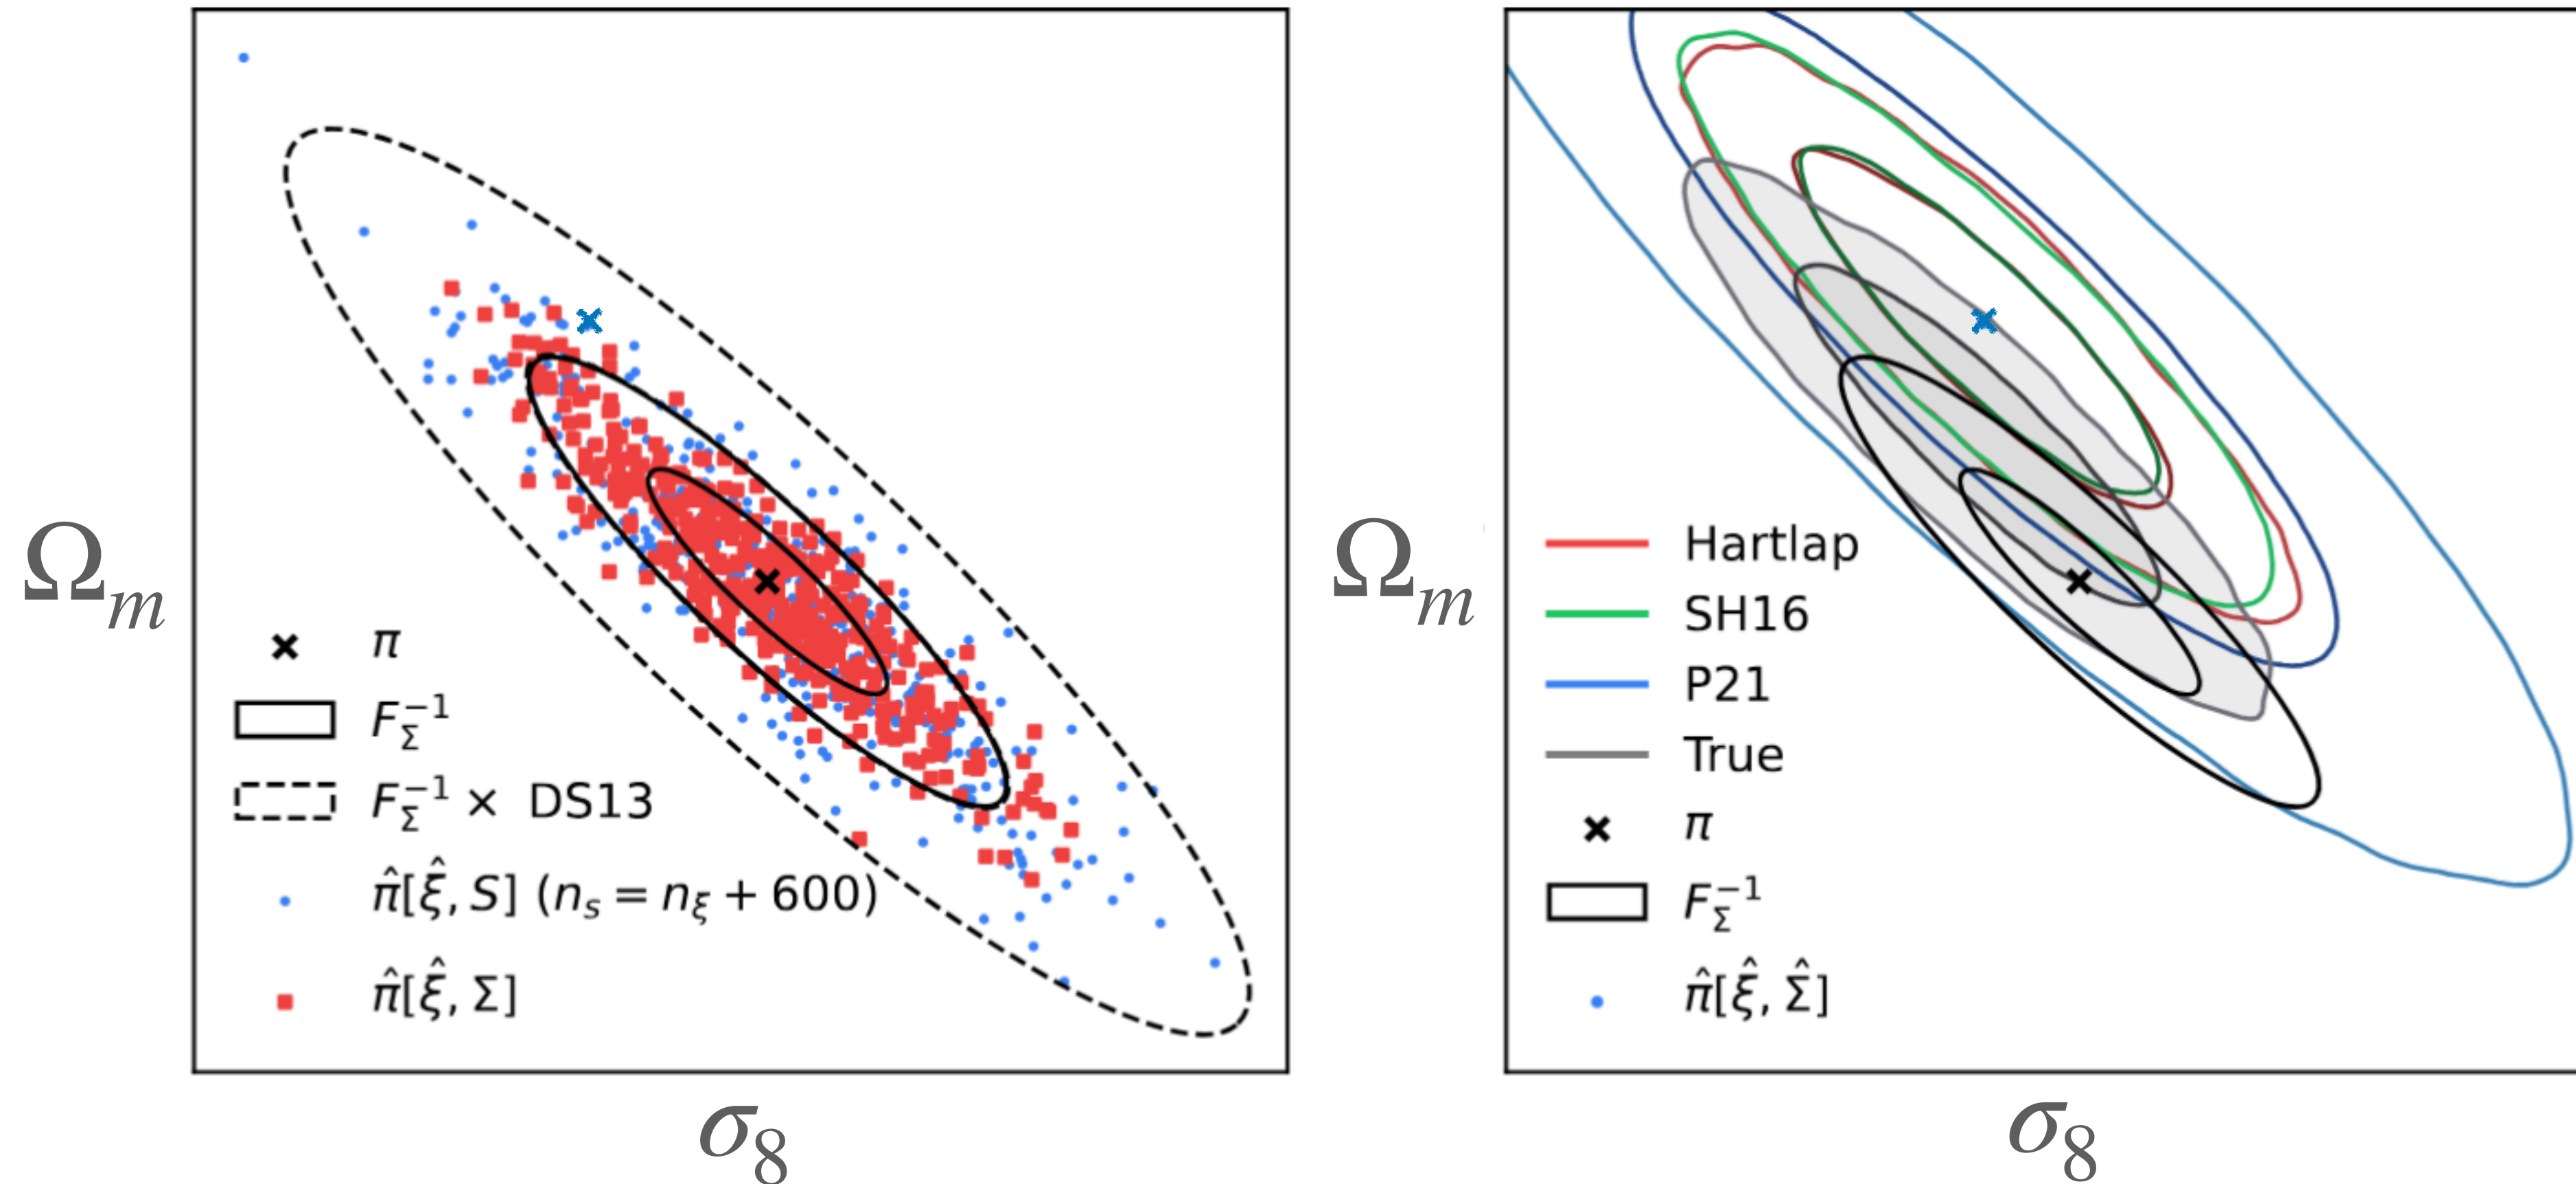 Ωₘ
× π
F_Σ^{-1}
F_Σ^{-1} × DS13
π̂[ξ̂, S] (n_s = n_ξ + 600)
π̂[ξ̂, Σ]
σ₈
Ωₘ
Hartlap
SH16
P21
True
× π
F_Σ^{-1}
π̂[ξ̂, Σ̂]
σ₈